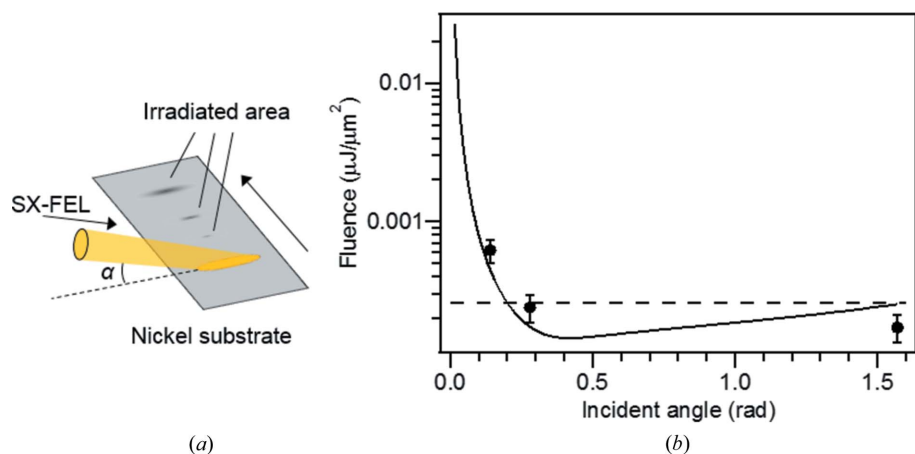 Irradiated area
SX-FEL
α
Nickel substrate
(a)
Fluence (μJ/μm²)
0.01
0.001
0.0
0.5
1.0
1.5
Incident angle (rad)
(b)